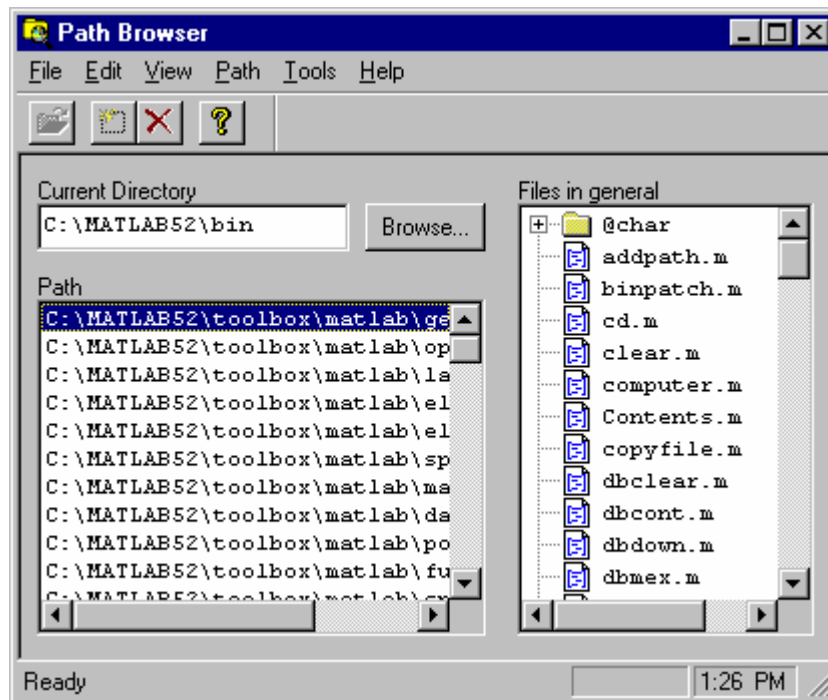 Path Browser
File Edit View Path Tools Help
Current Directory
C:\MATLAB52\bin
Browse...
Path
C:\MATLAB52\toolbox\matlab\ge
C:\MATLAB52\toolbox\matlab\op
C:\MATLAB52\toolbox\matlab\la
C:\MATLAB52\toolbox\matlab\el
C:\MATLAB52\toolbox\matlab\el
C:\MATLAB52\toolbox\matlab\sp
C:\MATLAB52\toolbox\matlab\ma
C:\MATLAB52\toolbox\matlab\da
C:\MATLAB52\toolbox\matlab\po
C:\MATLAB52\toolbox\matlab\fu
Files in general
@char
addpath.m
binpatch.m
cd.m
clear.m
computer.m
Contents.m
copyfile.m
dbclear.m
dbcont.m
dbdown.m
dbmex.m
Ready
1:26 PM